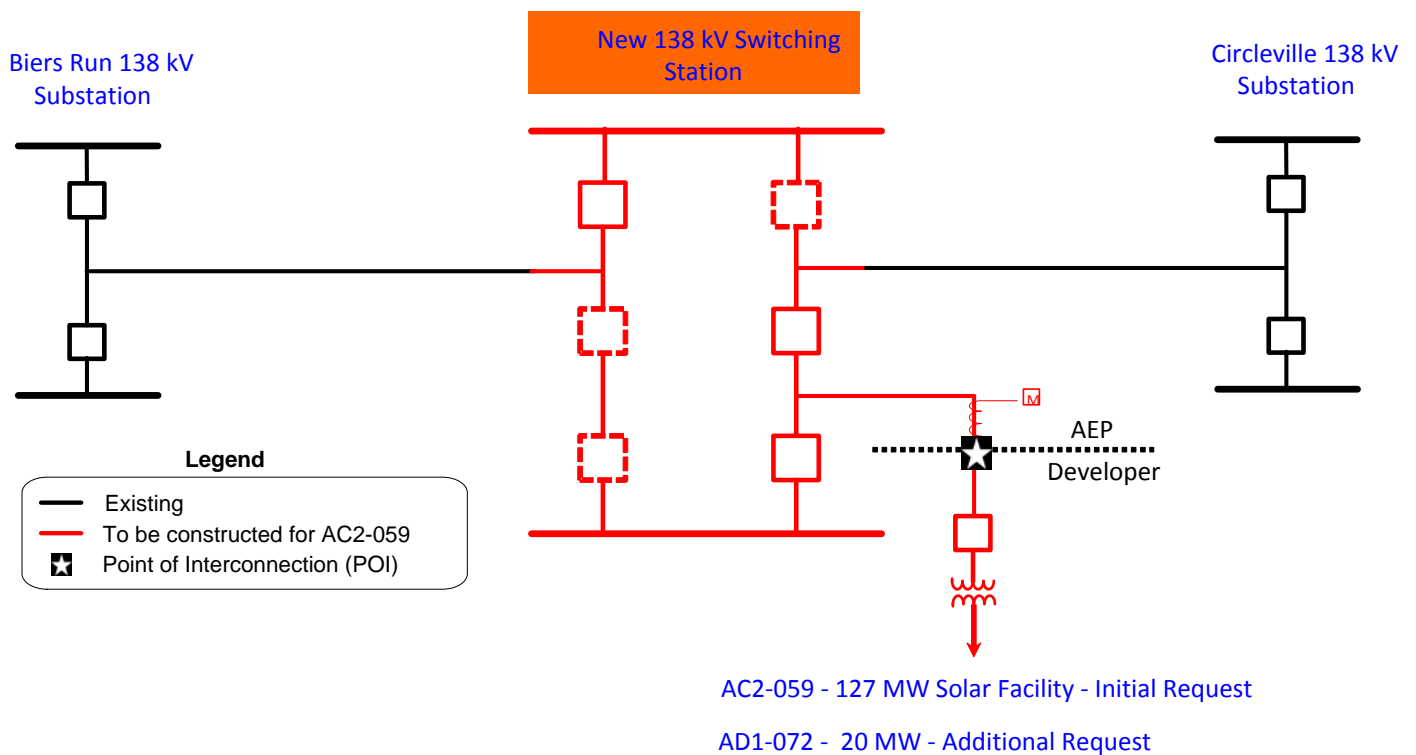 New 138 kV Switching
Station
Biers Run 138 kV
Substation
Circleville 138 kV
Substation
M
AEP
Developer
Legend
Existing
To be constructed for AC2-059
Point of Interconnection (POI)
AC2-059 - 127 MW Solar Facility - Initial Request
AD1-072 - 20 MW - Additional Request